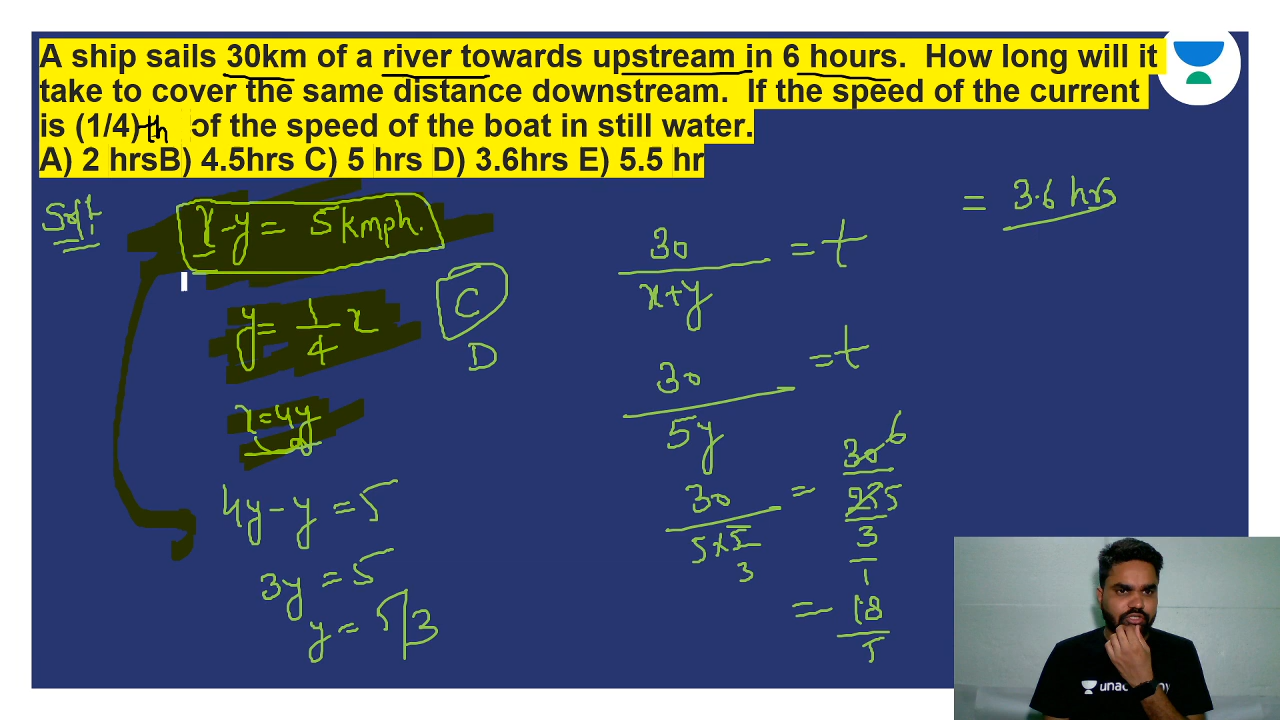 A ship sails 30km of a river towards upstream in 6 hours. How long will it
take to cover the same distance downstream. If the speed of the current
is (1/4)th of the speed of the boat in still water.
A) 2 hrsB) 4.5hrs C) 5 hrs D) 3.6hrs E) 5.5 hr
x-y = 5 kmph.
y = 1/4 x
x=4y
4y-y = 5
3y = 5
y = 5/3
C
D
30/x+y = t
30/5y = t
30/5×5/3 = 30 6/25 5/3/1
= 18/5
= 3.6 hrs